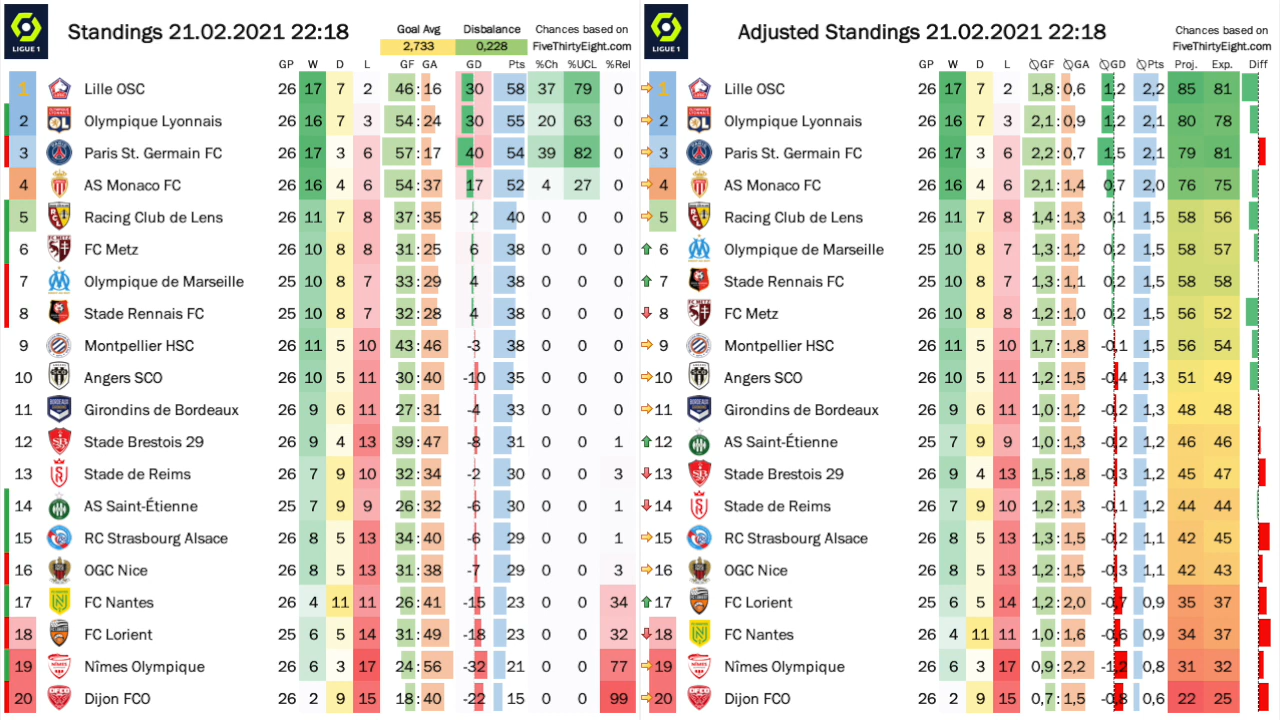 LIGUE 1
Standings 21.02.2021 22:18
Goal Avg Disbalance Chances based on
2,733 0,228 FiveThirtyEight.com
GP W D L GF GA GD Pts %Ch %UCL %Rel
1 Lille OSC 26 17 7 2 46:16 30 58 37 79 0
2 Olympique Lyonnais 26 16 7 3 54:24 30 55 20 63 0
3 Paris St. Germain FC 26 17 3 6 57:17 40 54 39 82 0
4 AS Monaco FC 26 16 4 6 54:37 17 52 4 27 0
5 Racing Club de Lens 26 11 7 8 37:35 2 40 0 0 0
6 FC Metz 26 10 8 8 31:25 6 38 0 0 0
7 Olympique de Marseille 25 10 8 7 33:29 4 38 0 0 0
8 Stade Rennais FC 25 10 8 7 32:28 4 38 0 0 0
9 Montpellier HSC 26 11 5 10 43:46 -3 38 0 0 0
10 Angers SCO 26 10 5 11 30:40 -10 35 0 0 0
11 Girondins de Bordeaux 26 9 6 11 27:31 -4 33 0 0 0
12 Stade Brestois 29 26 9 4 13 39:47 -8 31 0 0 1
13 Stade de Reims 26 7 9 10 32:34 -2 30 0 0 3
14 AS Saint-Étienne 25 7 9 9 26:32 -6 30 0 0 1
15 RC Strasbourg Alsace 26 8 5 13 34:40 -6 29 0 0 1
16 OGC Nice 26 8 5 13 31:38 -7 29 0 0 3
17 FC Nantes 26 4 11 11 26:41 -15 23 0 0 34
18 FC Lorient 25 6 5 14 31:49 -18 23 0 0 32
19 Nîmes Olympique 26 6 3 17 24:56 -32 21 0 0 77
20 Dijon FCO 26 2 9 15 18:40 -22 15 0 0 99
LIGUE 1
Adjusted Standings 21.02.2021 22:18
Chances based on
FiveThirtyEight.com
GP W D L ∅GF ∅GA ∅GD ∅Pts Proj. Exp. Diff
1 Lille OSC 26 17 7 2 1,8:0,6 1,2 2,2 85 81
2 Olympique Lyonnais 26 16 7 3 2,1:0,9 1,2 2,1 80 78
3 Paris St. Germain FC 26 17 3 6 2,2:0,7 1,5 2,1 79 81
4 AS Monaco FC 26 16 4 6 2,1:1,4 0,7 2,0 76 75
5 Racing Club de Lens 26 11 7 8 1,4:1,3 0,1 1,5 58 56
6 Olympique de Marseille 25 10 8 7 1,3:1,2 0,2 1,5 58 57
7 Stade Rennais FC 25 10 8 7 1,3:1,1 0,2 1,5 58 58
8 FC Metz 26 10 8 8 1,2:1,0 0,2 1,5 56 52
9 Montpellier HSC 26 11 5 10 1,7:1,8 -0,1 1,5 56 54
10 Angers SCO 26 10 5 11 1,2:1,5 -0,4 1,3 51 49
11 Girondins de Bordeaux 26 9 6 11 1,0:1,2 -0,2 1,3 48 48
12 AS Saint-Étienne 25 7 9 9 1,0:1,3 -0,2 1,2 46 46
13 Stade Brestois 29 26 9 4 13 1,5:1,8 -0,3 1,2 45 47
14 Stade de Reims 26 7 9 10 1,2:1,3 -0,1 1,2 44 44
15 RC Strasbourg Alsace 26 8 5 13 1,3:1,5 -0,2 1,1 42 45
16 OGC Nice 26 8 5 13 1,2:1,5 -0,3 1,1 42 43
17 FC Lorient 25 6 5 14 1,2:2,0 -0,7 0,9 35 37
18 FC Nantes 26 4 11 11 1,0:1,6 -0,6 0,9 34 37
19 Nîmes Olympique 26 6 3 17 0,9:2,2 -1,2 0,8 31 32
20 Dijon FCO 26 2 9 15 0,7:1,5 -0,8 0,6 22 25